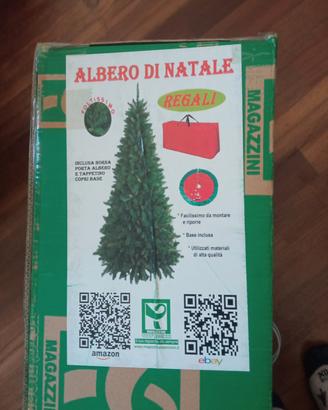 ALBERO DI NATALE
FOLTISSIMO
REGALI
MAGAZZINI
INCLUSA BORSA
PORTA ALBERO
E TAPPETINO
COPRI BASE
* Facilissimo da montare
e riporre
* Base inclusa
* Utilizzati materiali
di alta qualità
amazon
ebay
MAGAZZINI